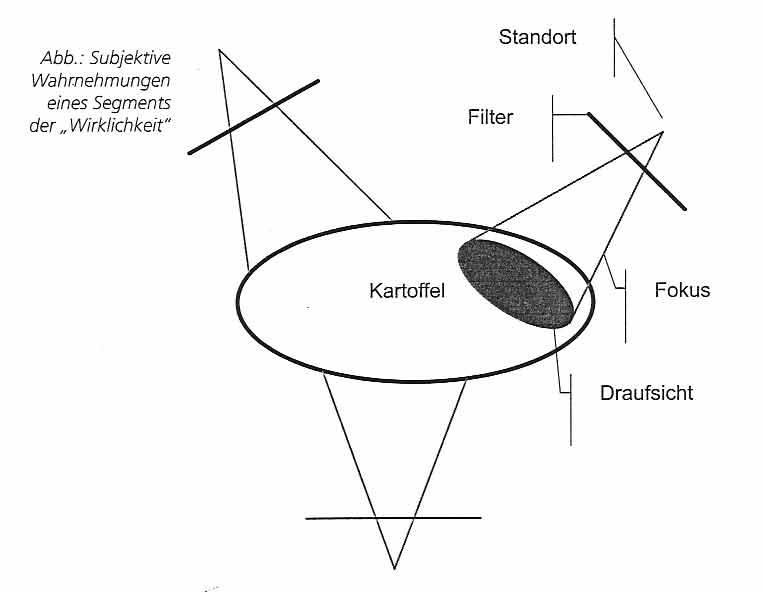 Abb.: Subjektive
Wahrnehmungen
eines Segments
der „Wirklichkeit“
Standort
Filter
Kartoffel
Fokus
Draufsicht